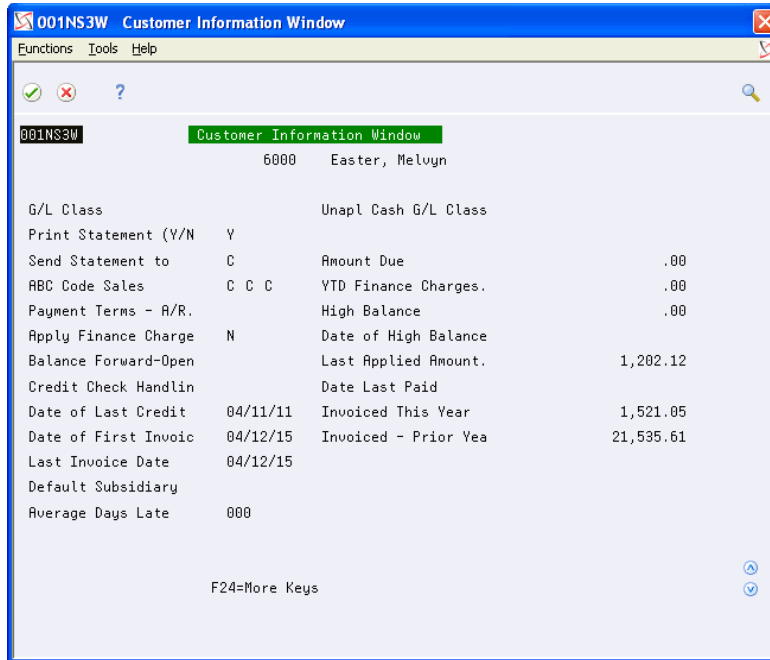 001NS3W Customer Information Window
Functions Tools Help
?
001NS3W Customer Information Window
6000 Easter, Melvyn
G/L Class Unapl Cash G/L Class
Print Statement (Y/N Y
Send Statement to C Amount Due .00
ABC Code Sales C C C YTD Finance Charges. .00
Payment Terms - A/R. High Balance .00
Apply Finance Charge N Date of High Balance
Balance Forward-Open Last Applied Amount. 1,202.12
Credit Check Handlin Date Last Paid
Date of Last Credit 04/11/11 Invoiced This Year 1,521.05
Date of First Invoic 04/12/15 Invoiced - Prior Yea 21,535.61
Last Invoice Date 04/12/15
Default Subsidiary
Average Days Late 000
F24=More Keys